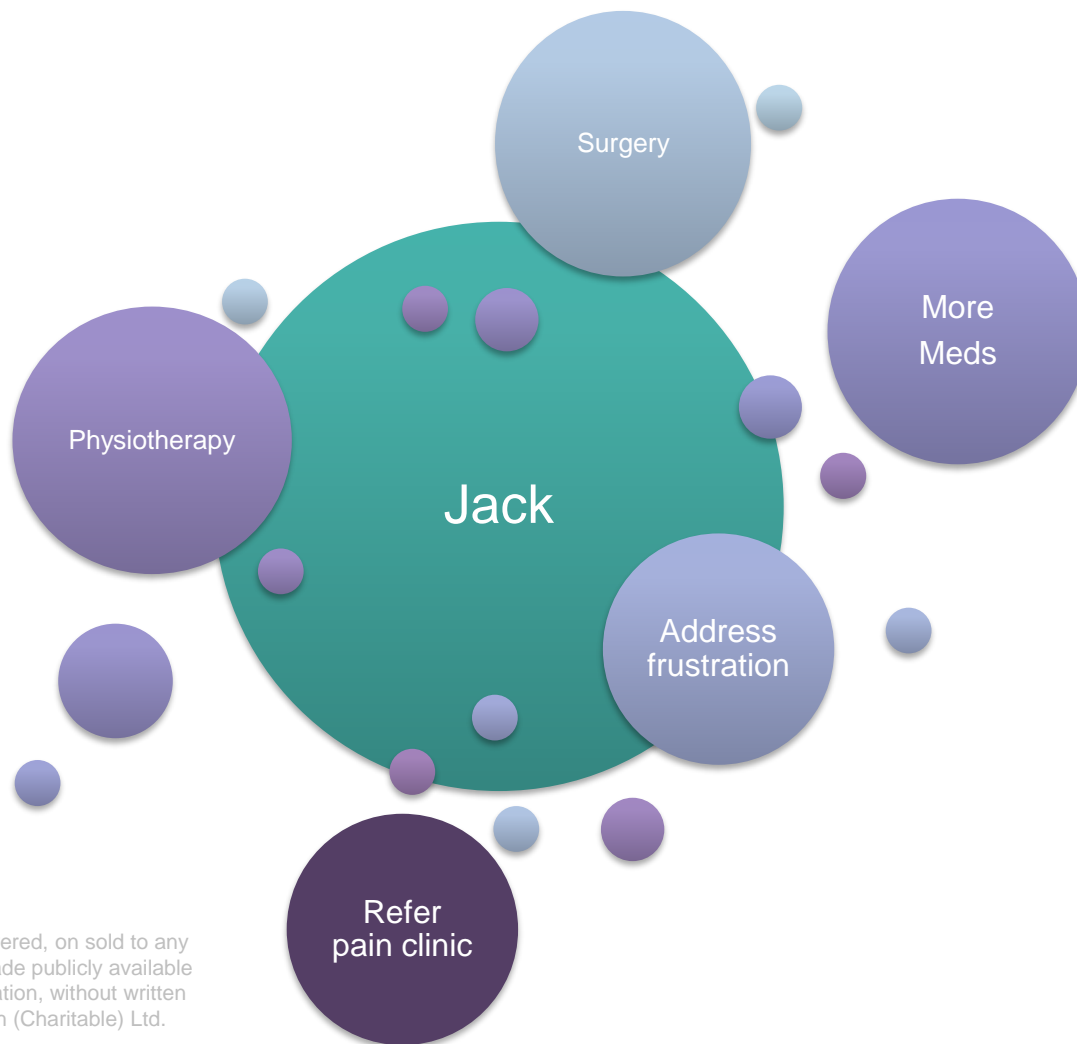 Surgery
More
Meds
Physiotherapy
Jack
Address
frustration
Refer
pain clinic
ered, on sold to any
ade publicly available
ation, without written
n (Charitable) Ltd.